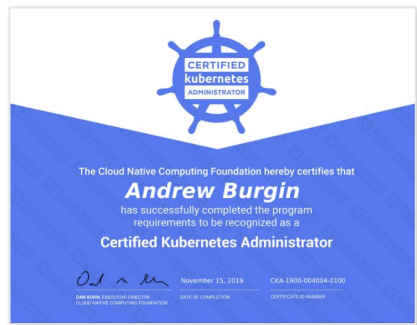 CERTIFIED
kubernetes
ADMINISTRATOR
The Cloud Native Computing Foundation hereby certifies that
Andrew Burgin
has successfully completed the program
requirements to be recognized as a
Certified Kubernetes Administrator
November 15, 2019
CKA-1900-004004-0100
DAN KOHN, EXECUTIVE DIRECTOR
CLOUD NATIVE COMPUTING FOUNDATION
DATE OF COMPLETION
CERTIFICATE ID NUMBER